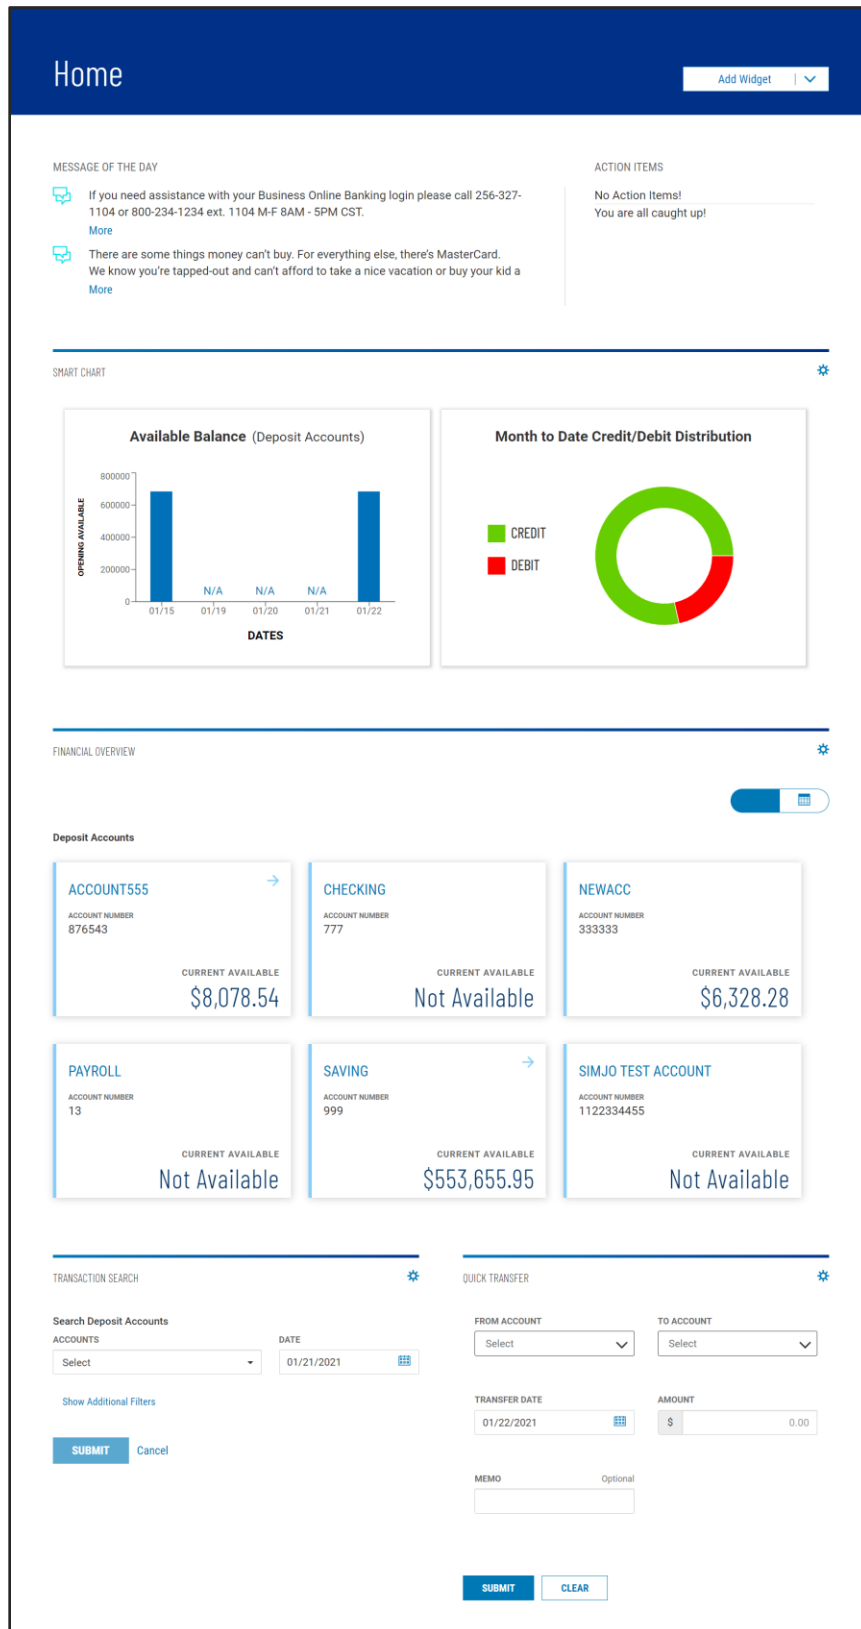 Home
Add Widget
MESSAGE OF THE DAY
If you need assistance with your Business Online Banking login please call 256-327-
1104 or 800-234-1234 ext. 1104 M-F 8AM - 5PM CST.
More
There are some things money can't buy. For everything else, there's MasterCard.
We know you're tapped-out and can't afford to take a nice vacation or buy your kid a
More
ACTION ITEMS
No Action Items!
You are all caught up!
SMART CHART
Available Balance (Deposit Accounts)
OPENING AVAILABLE
800000
600000
400000
200000
0
N/A N/A N/A
01/15 01/19 01/20 01/21 01/22
DATES
Month to Date Credit/Debit Distribution
CREDIT
DEBIT
FINANCIAL OVERVIEW
Deposit Accounts
ACCOUNT555
ACCOUNT NUMBER
876543
CURRENT AVAILABLE
$8,078.54
CHECKING
ACCOUNT NUMBER
777
CURRENT AVAILABLE
Not Available
NEWACC
ACCOUNT NUMBER
333333
CURRENT AVAILABLE
$6,328.28
PAYROLL
ACCOUNT NUMBER
13
CURRENT AVAILABLE
Not Available
SAVING
ACCOUNT NUMBER
999
CURRENT AVAILABLE
$553,655.95
SIMJO TEST ACCOUNT
ACCOUNT NUMBER
1122334455
CURRENT AVAILABLE
Not Available
TRANSACTION SEARCH
Search Deposit Accounts
ACCOUNTS
Select
DATE
01/21/2021
Show Additional Filters
SUBMIT Cancel
QUICK TRANSFER
FROM ACCOUNT
Select
TO ACCOUNT
Select
TRANSFER DATE
01/22/2021
AMOUNT
$ 0.00
MEMO Optional
SUBMIT CLEAR